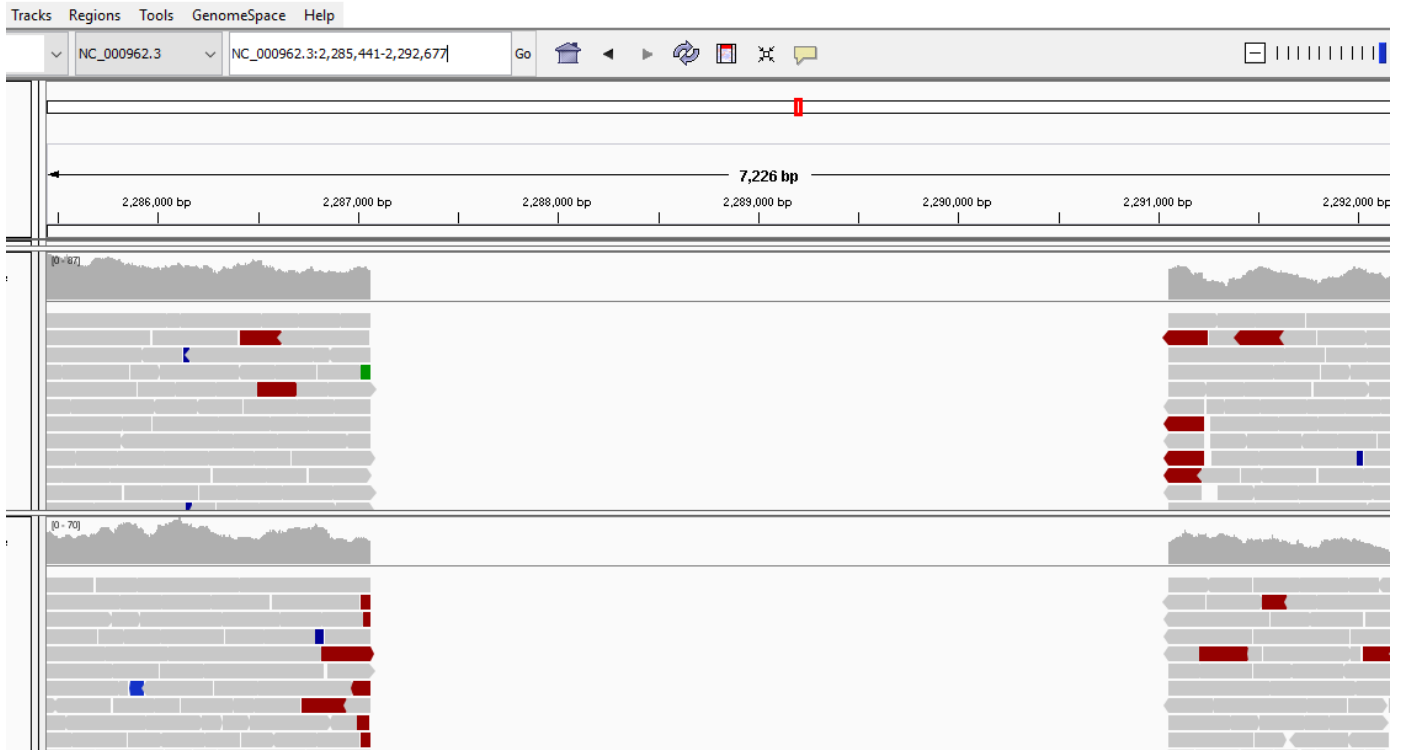 Tracks Regions Tools GenomeSpace Help
NC_000962.3 NC_000962.3:2,285,441-2,292,677 Go
7,226 bp
2,286,000 bp 2,287,000 bp 2,288,000 bp 2,289,000 bp 2,290,000 bp 2,291,000 bp 2,292,000 bp
[0 - 87]
[0 - 70]